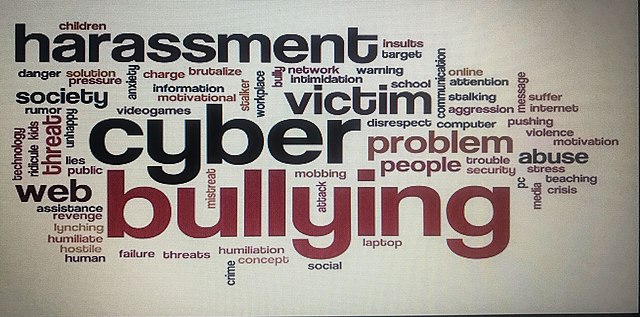 children
harassment
insults
target
danger solution
pressure
anxiety
charge brutalize
information
motivational
stalker
workplace
bully
network
intimidation
warning
school
communication
online
attention
stalking
aggression
message
suffer
internet
society
rumor
victim
videogames
technology
ridicule
kids
threat
unhappy
cyber
disrespect computer
pushing
violence
motivation
problem
people
trouble
security
abuse
stress
teaching
crisis
pc
media
lies
public
web
bullying
mistreat
mobbing
attack
assistance
revenge
lynching
humiliate
hostile
human
failure threats
humiliation
concept
crime
social
laptop